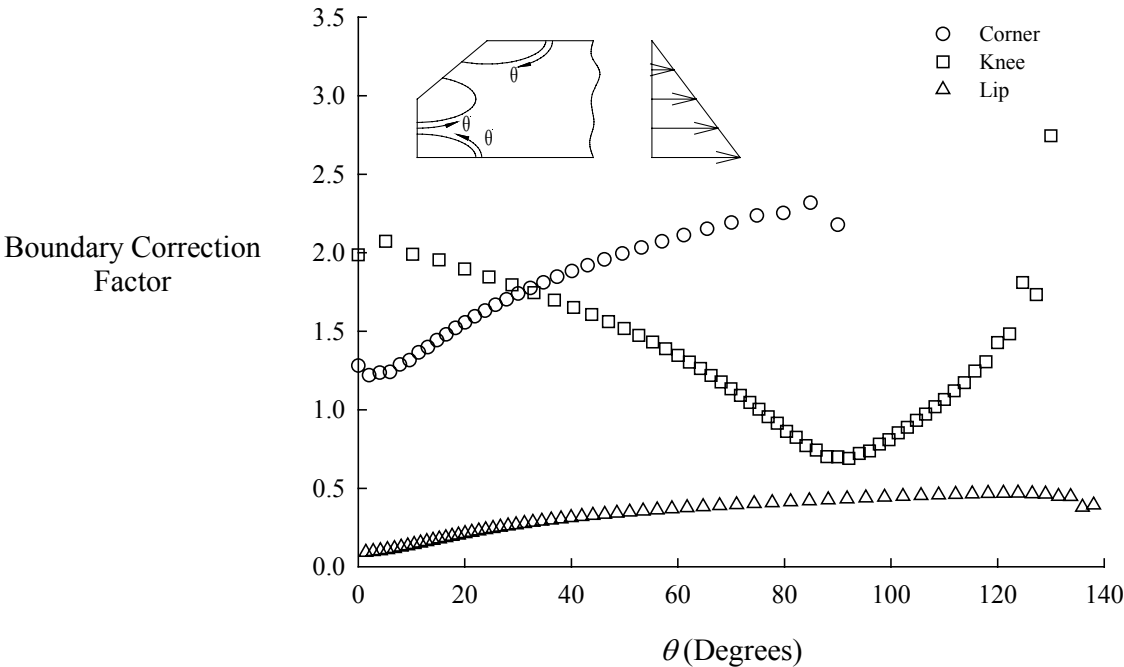 3.5
3.0
2.5
2.0
1.5
1.0
0.5
0.0
Corner
Knee
Lip
θ
θ
θ
Boundary Correction
Factor
0 20 40 60 80 100 120 140
θ (Degrees)